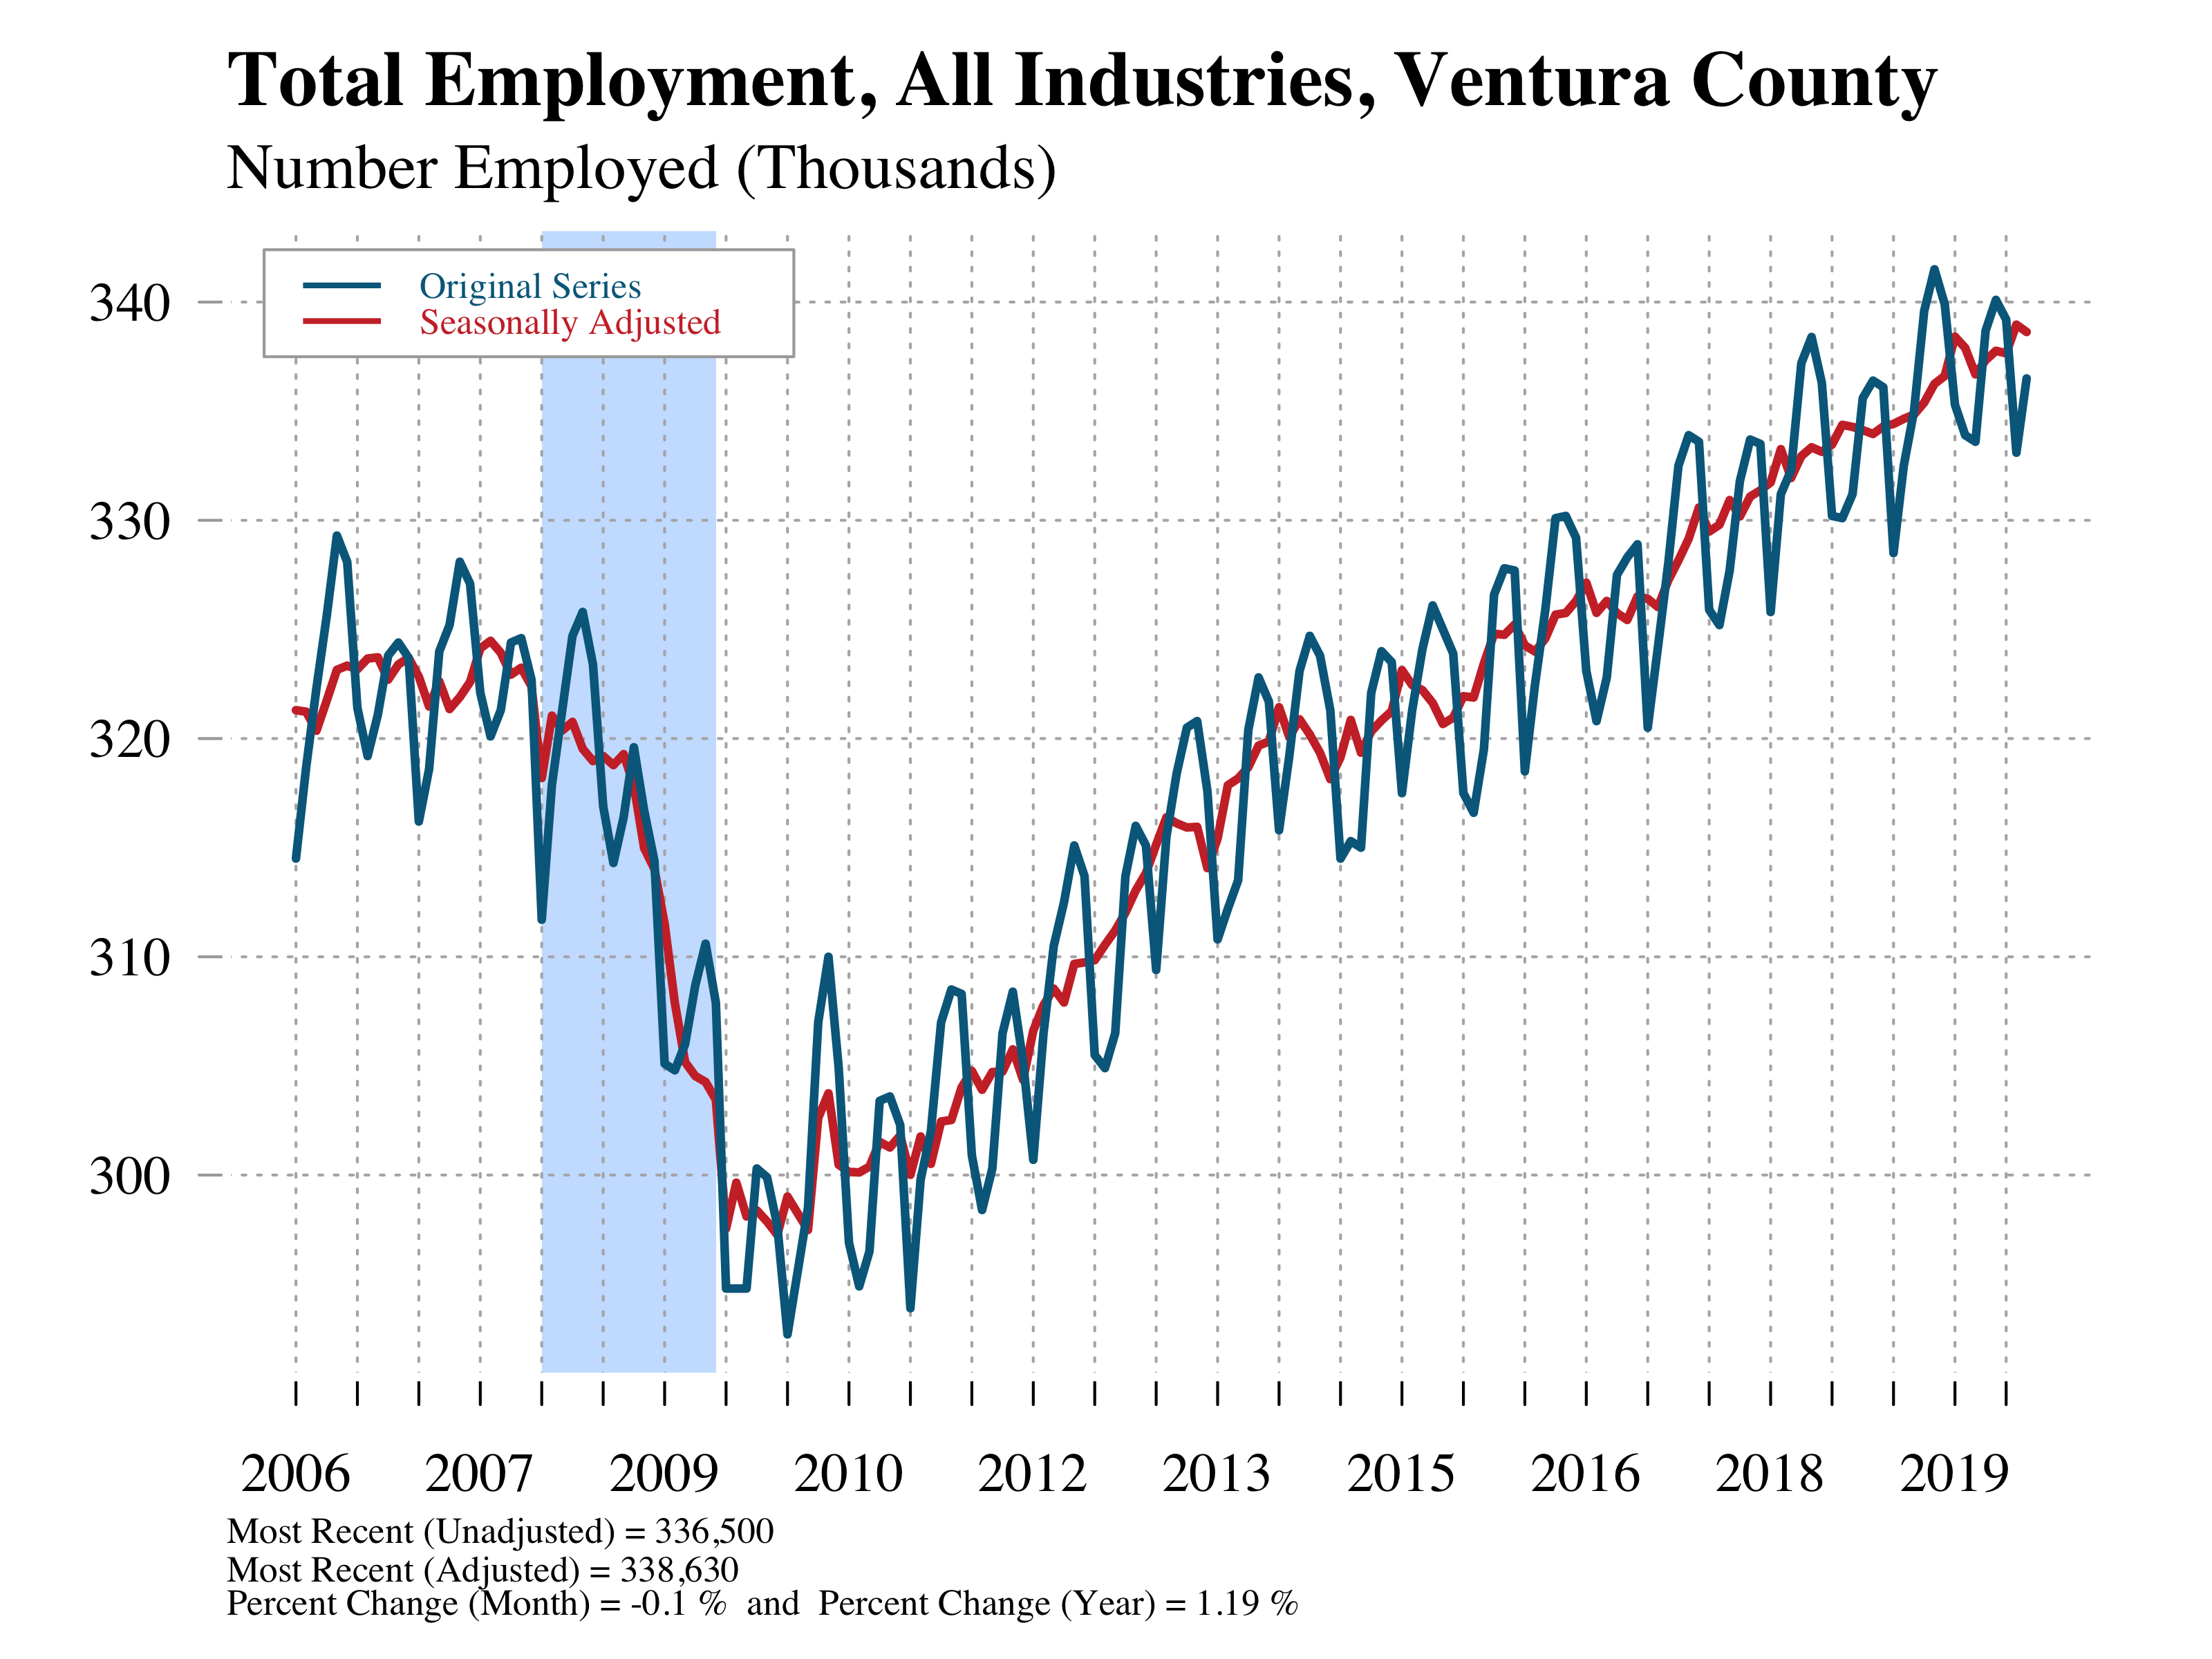 Total Employment, All Industries, Ventura County
Number Employed (Thousands)
Original Series
Seasonally Adjusted
340
330
320
310
300
2006 2007 2009 2010 2012 2013 2015 2016 2018 2019
Most Recent (Unadjusted) = 336,500
Most Recent (Adjusted) = 338,630
Percent Change (Month) = -0.1 % and Percent Change (Year) = 1.19 %